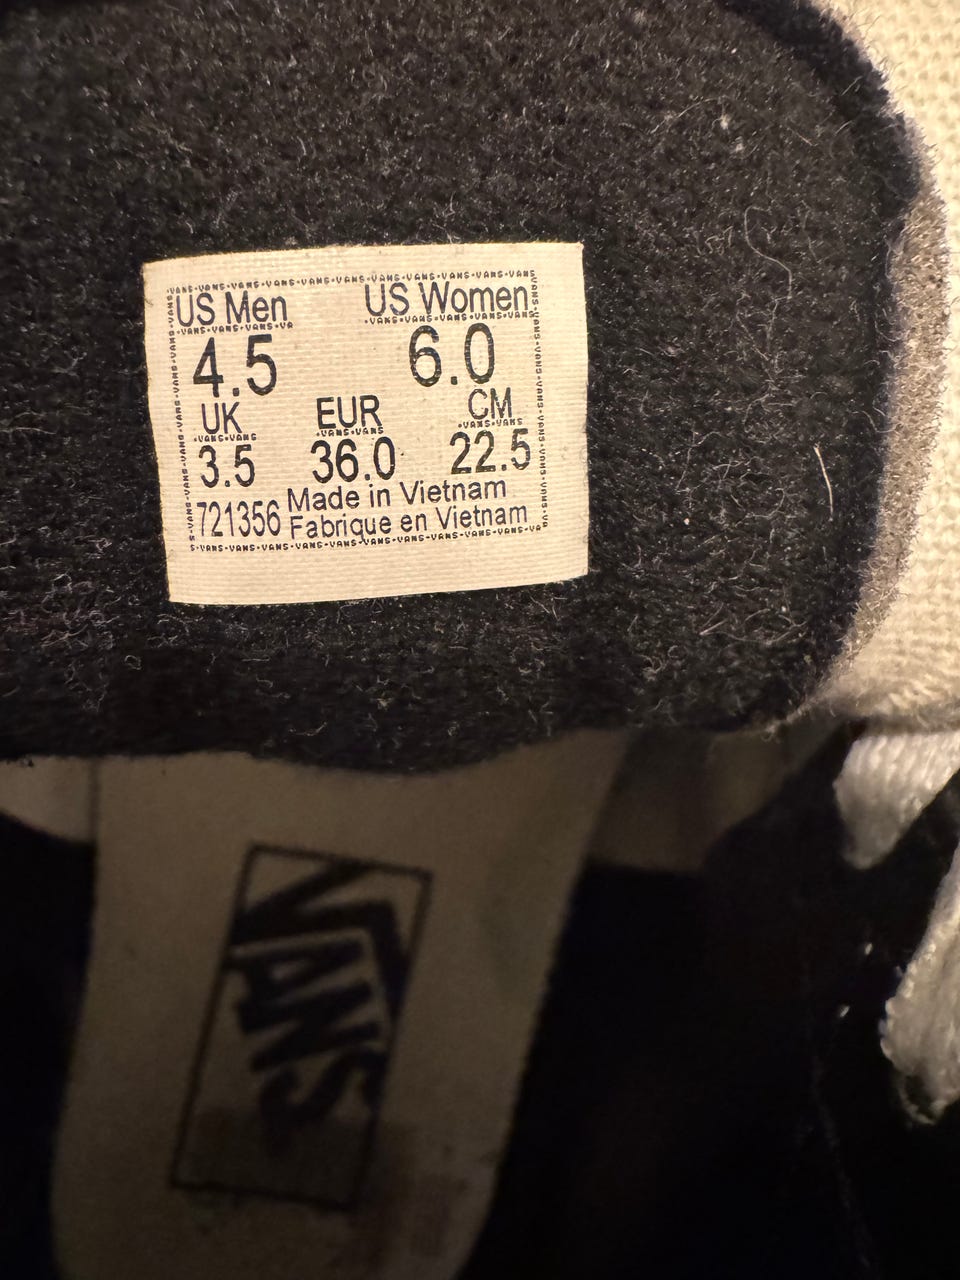 US Men US Women
4.5 6.0
UK EUR CM
3.5 36.0 22.5
721356 Made in Vietnam
Fabrique en Vietnam
VANS